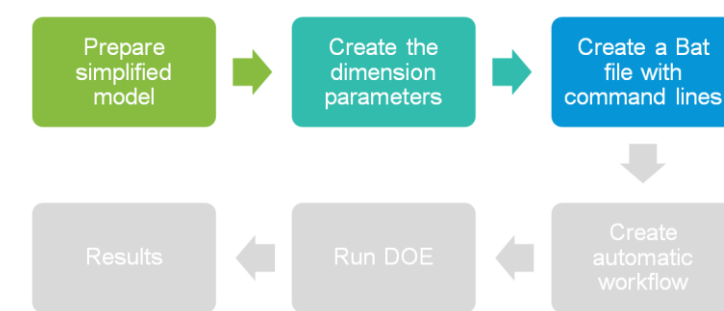 Prepare
simplified
model
Create the
dimension
parameters
Create a Bat
file with
command lines
Create
automatic
workflow
Run DOE
Results